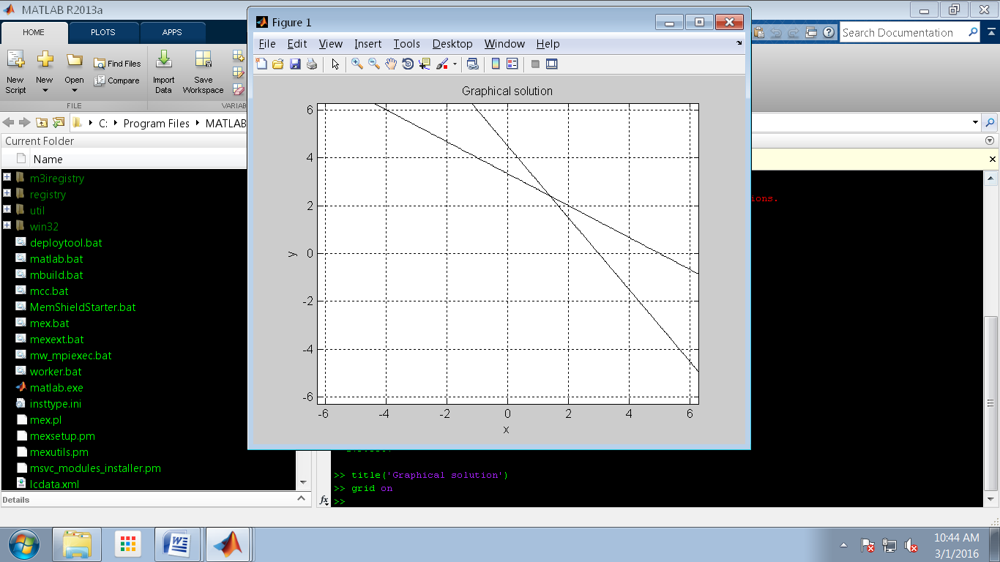 MATLAB R2013a
HOME PLOTS APPS
Search Documentation
New Script
New
Open
Find Files
Compare
Import Data
Save Workspace
FILE
VARIAB
C: Program Files MATLAB
Current Folder
Name
m3iregistry
registry
util
win32
deploytool.bat
matlab.bat
mbuild.bat
mcc.bat
MemShieldStarter.bat
mex.bat
mexext.bat
mw_mpiexec.bat
worker.bat
matlab.exe
insttype.ini
mex.pl
mexsetup.pm
mexutils.pm
msvc_modules_installer.pm
lcdata.xml
Details
Figure 1
File Edit View Insert Tools Desktop Window Help
Graphical solution
6
4
2
0
-2
-4
-6
y
-6 -4 -2 0 2 4 6
x
ions.
>> title('Graphical solution')
>> grid on
fx >>
10:44 AM
3/1/2016